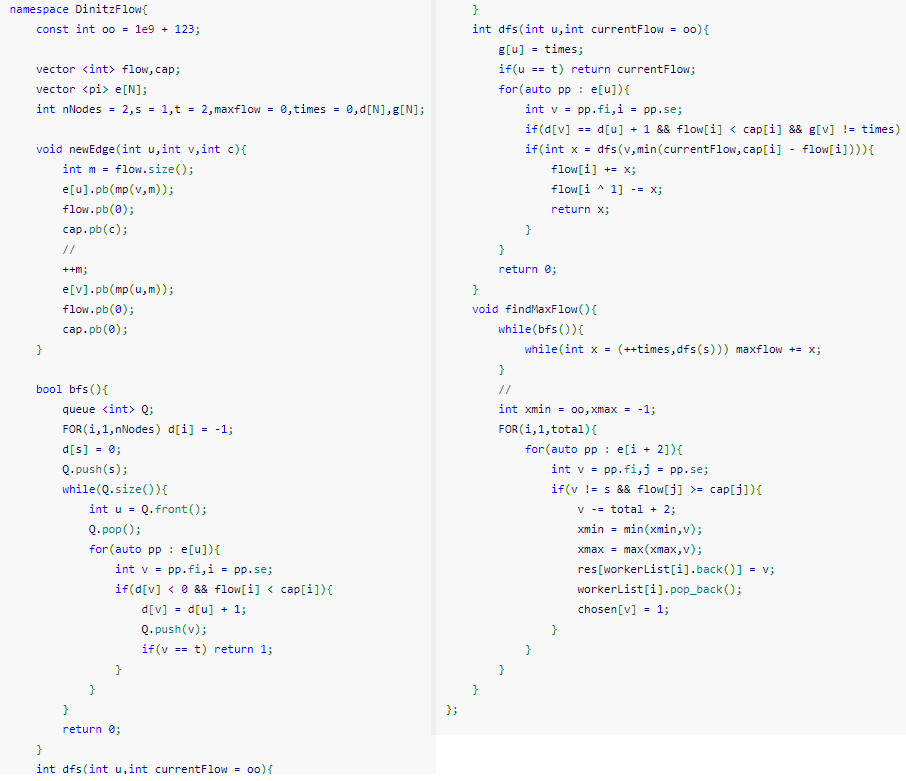 namespace DinitzFlow{
    const int oo = 1e9 + 123;

    vector <int> flow,cap;
    vector <pi> e[N];
    int nNodes = 2,s = 1,t = 2,maxflow = 0,times = 0,d[N],g[N];

    void newEdge(int u,int v,int c){
        int m = flow.size();
        e[u].pb(mp(v,m));
        flow.pb(0);
        cap.pb(c);
        //
        ++m;
        e[v].pb(mp(u,m));
        flow.pb(0);
        cap.pb(0);
    }

    bool bfs(){
        queue <int> Q;
        FOR(i,1,nNodes) d[i] = -1;
        d[s] = 0;
        Q.push(s);
        while(Q.size()){
            int u = Q.front();
            Q.pop();
            for(auto pp : e[u]){
                int v = pp.fi,i = pp.se;
                if(d[v] < 0 && flow[i] < cap[i]){
                    d[v] = d[u] + 1;
                    Q.push(v);
                    if(v == t) return 1;
                }
            }
        }
        return 0;
    }
    int dfs(int u,int currentFlow = oo){
    }
    int dfs(int u,int currentFlow = oo){
        g[u] = times;
        if(u == t) return currentFlow;
        for(auto pp : e[u]){
            int v = pp.fi,i = pp.se;
            if(d[v] == d[u] + 1 && flow[i] < cap[i] && g[v] != times)
            if(int x = dfs(v,min(currentFlow,cap[i] - flow[i]))){
                flow[i] += x;
                flow[i ^ 1] -= x;
                return x;
            }
        }
        return 0;
    }
    void findMaxFlow(){
        while(bfs()){
            while(int x = (++times,dfs(s))) maxflow += x;
        }
        //
        int xmin = oo,xmax = -1;
        FOR(i,1,total){
            for(auto pp : e[i + 2]){
                int v = pp.fi,j = pp.se;
                if(v != s && flow[j] >= cap[j]){
                    v -= total + 2;
                    xmin = min(xmin,v);
                    xmax = max(xmax,v);
                    res[workerList[i].back()] = v;
                    workerList[i].pop_back();
                    chosen[v] = 1;
                }
            }
        }
    }
};